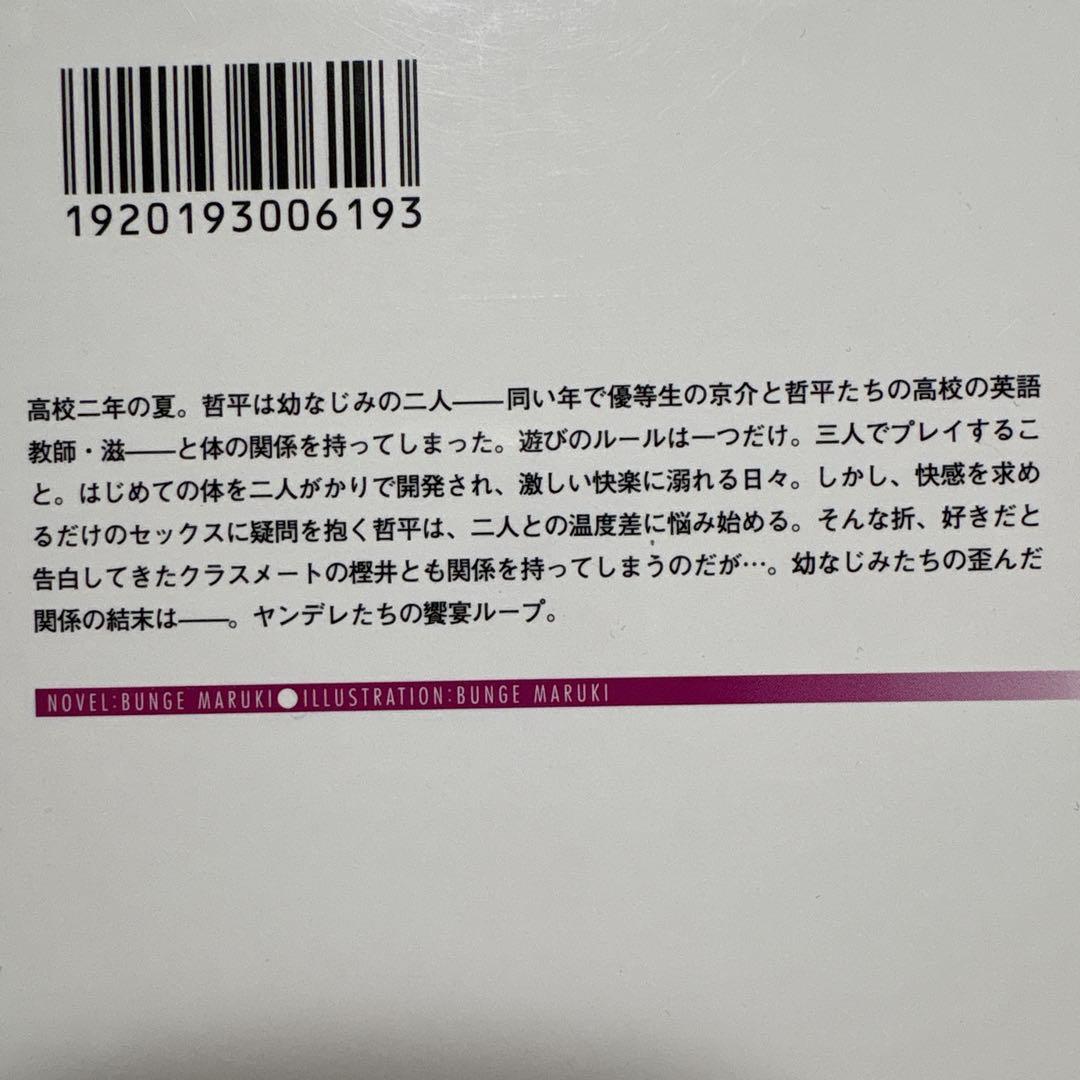 1920193006193
高校二年の夏。哲平は幼なじみの二人——同い年で優等生の京介と哲平たちの高校の英語
教師・滋——と体の関係を持ってしまった。遊びのルールは一つだけ。三人でプレイするこ
と。はじめての体を二人がかりで開発され、激しい快楽に溺れる日々。しかし、快感を求め
るだけのセックスに疑問を抱く哲平は、二人との温度差に悩み始める。そんな折、好きだと
告白してきたクラスメートの樫井とも関係を持ってしまうのだが…。幼なじみたちの歪んだ
関係の結末は——。ヤンデレたちの饗宴ループ。
NOVEL:BUNGE MARUKI●ILLUSTRATION:BUNGE MARUKI